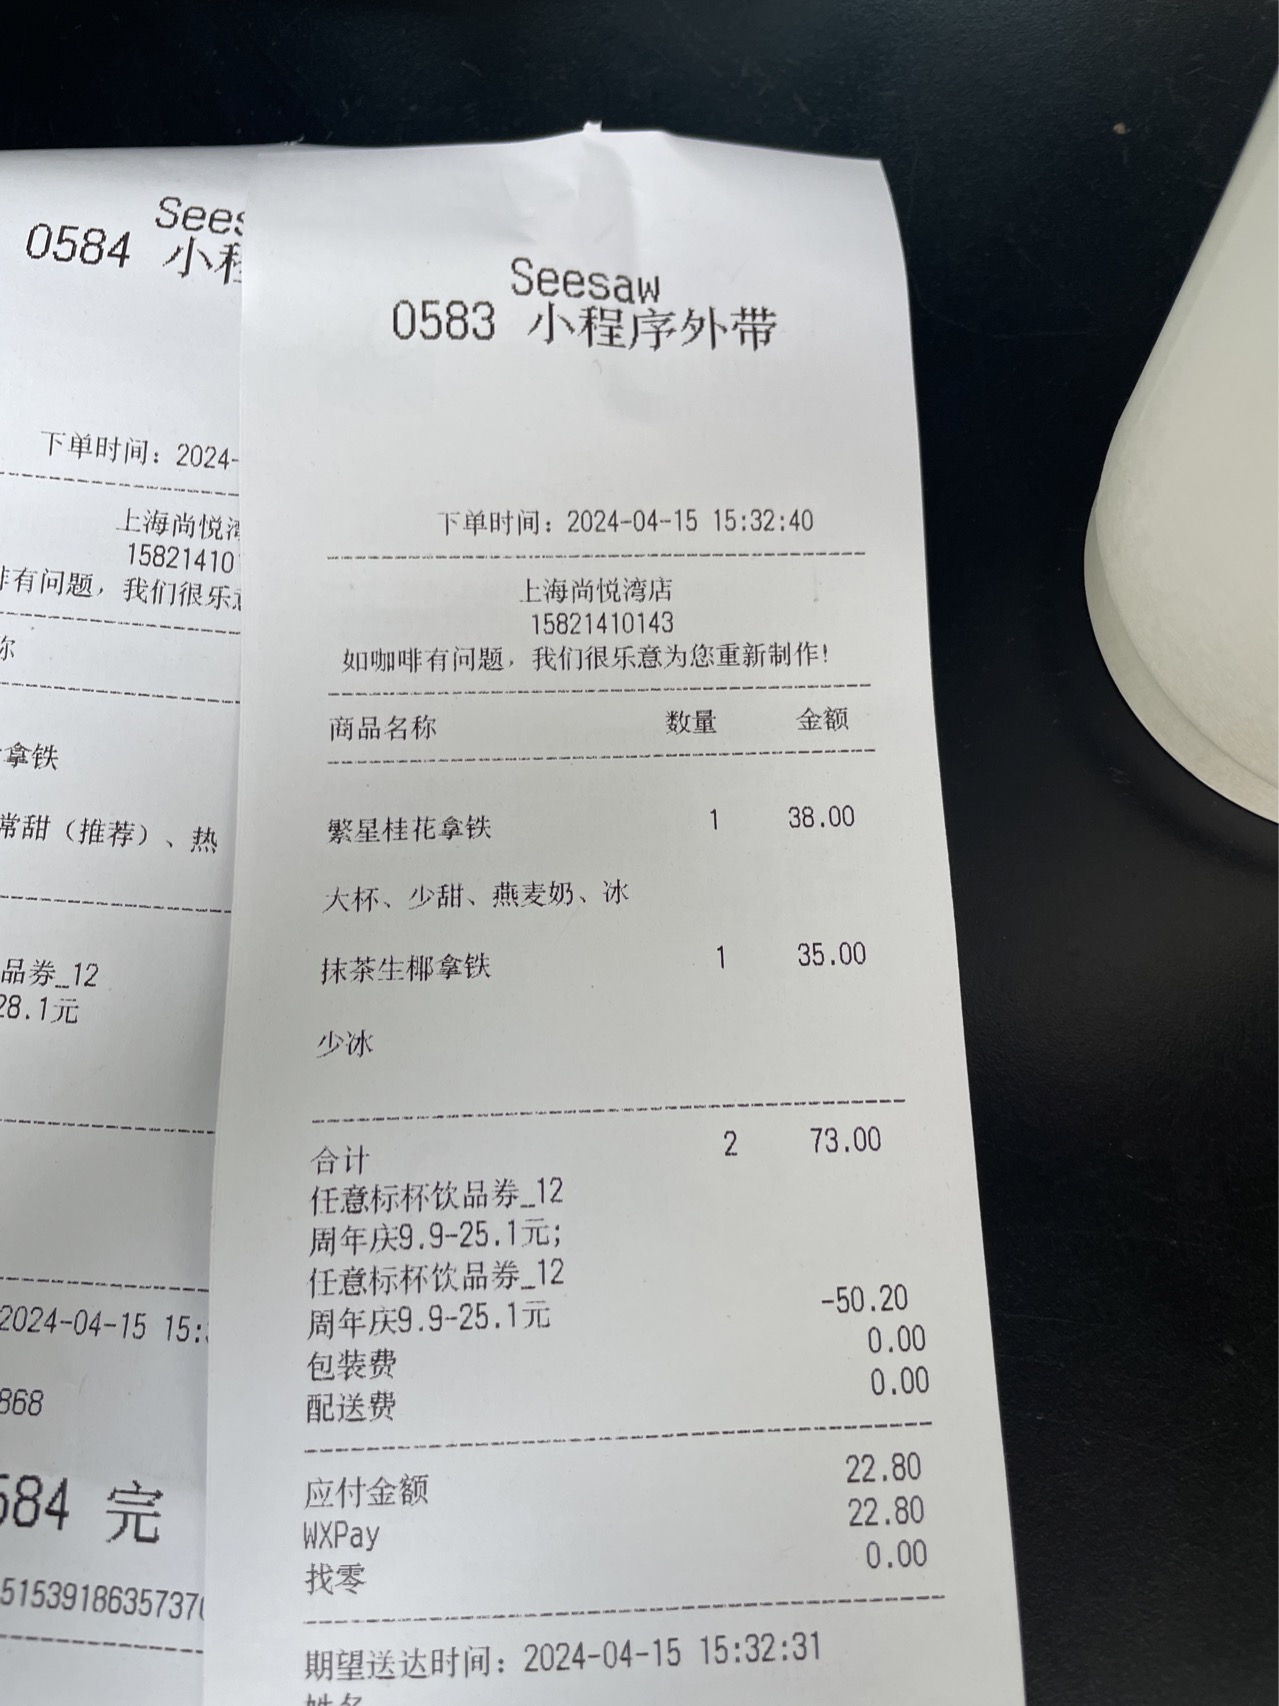 Seesaw
0583 小程序外带
下单时间：2024-04-15 15:32:40
上海尚悦湾店
15821410143
如咖啡有问题，我们很乐意为您重新制作！
商品名称 数量 金额
繁星桂花拿铁 1 38.00
大杯、少甜、燕麦奶、冰
抹茶生椰拿铁 1 35.00
少冰
合计 2 73.00
任意标杯饮品券_12
周年庆9.9-25.1元;
任意标杯饮品券_12
周年庆9.9-25.1元 -50.20
包装费 0.00
配送费 0.00
应付金额 22.80
WXPay 22.80
找零 0.00
期望送达时间：2024-04-15 15:32:31
姓名
Sees
0584 小程
下单时间：2024-
上海尚悦湾
15821410
啡有问题，我们很乐意
称
拿铁
常甜（推荐）、热
品券_12
28.1元
2024-04-15 15:
868
584 完
51539186357370